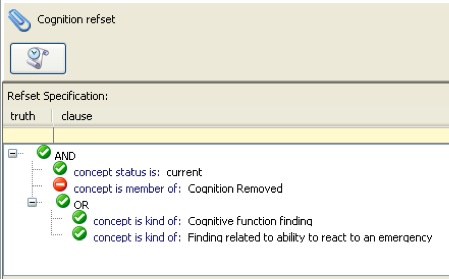 Cognition refset
Refset Specification:
truth clause
AND
concept status is: current
concept is member of: Cognition Removed
OR
concept is kind of: Cognitive function finding
concept is kind of: Finding related to ability to react to an emergency